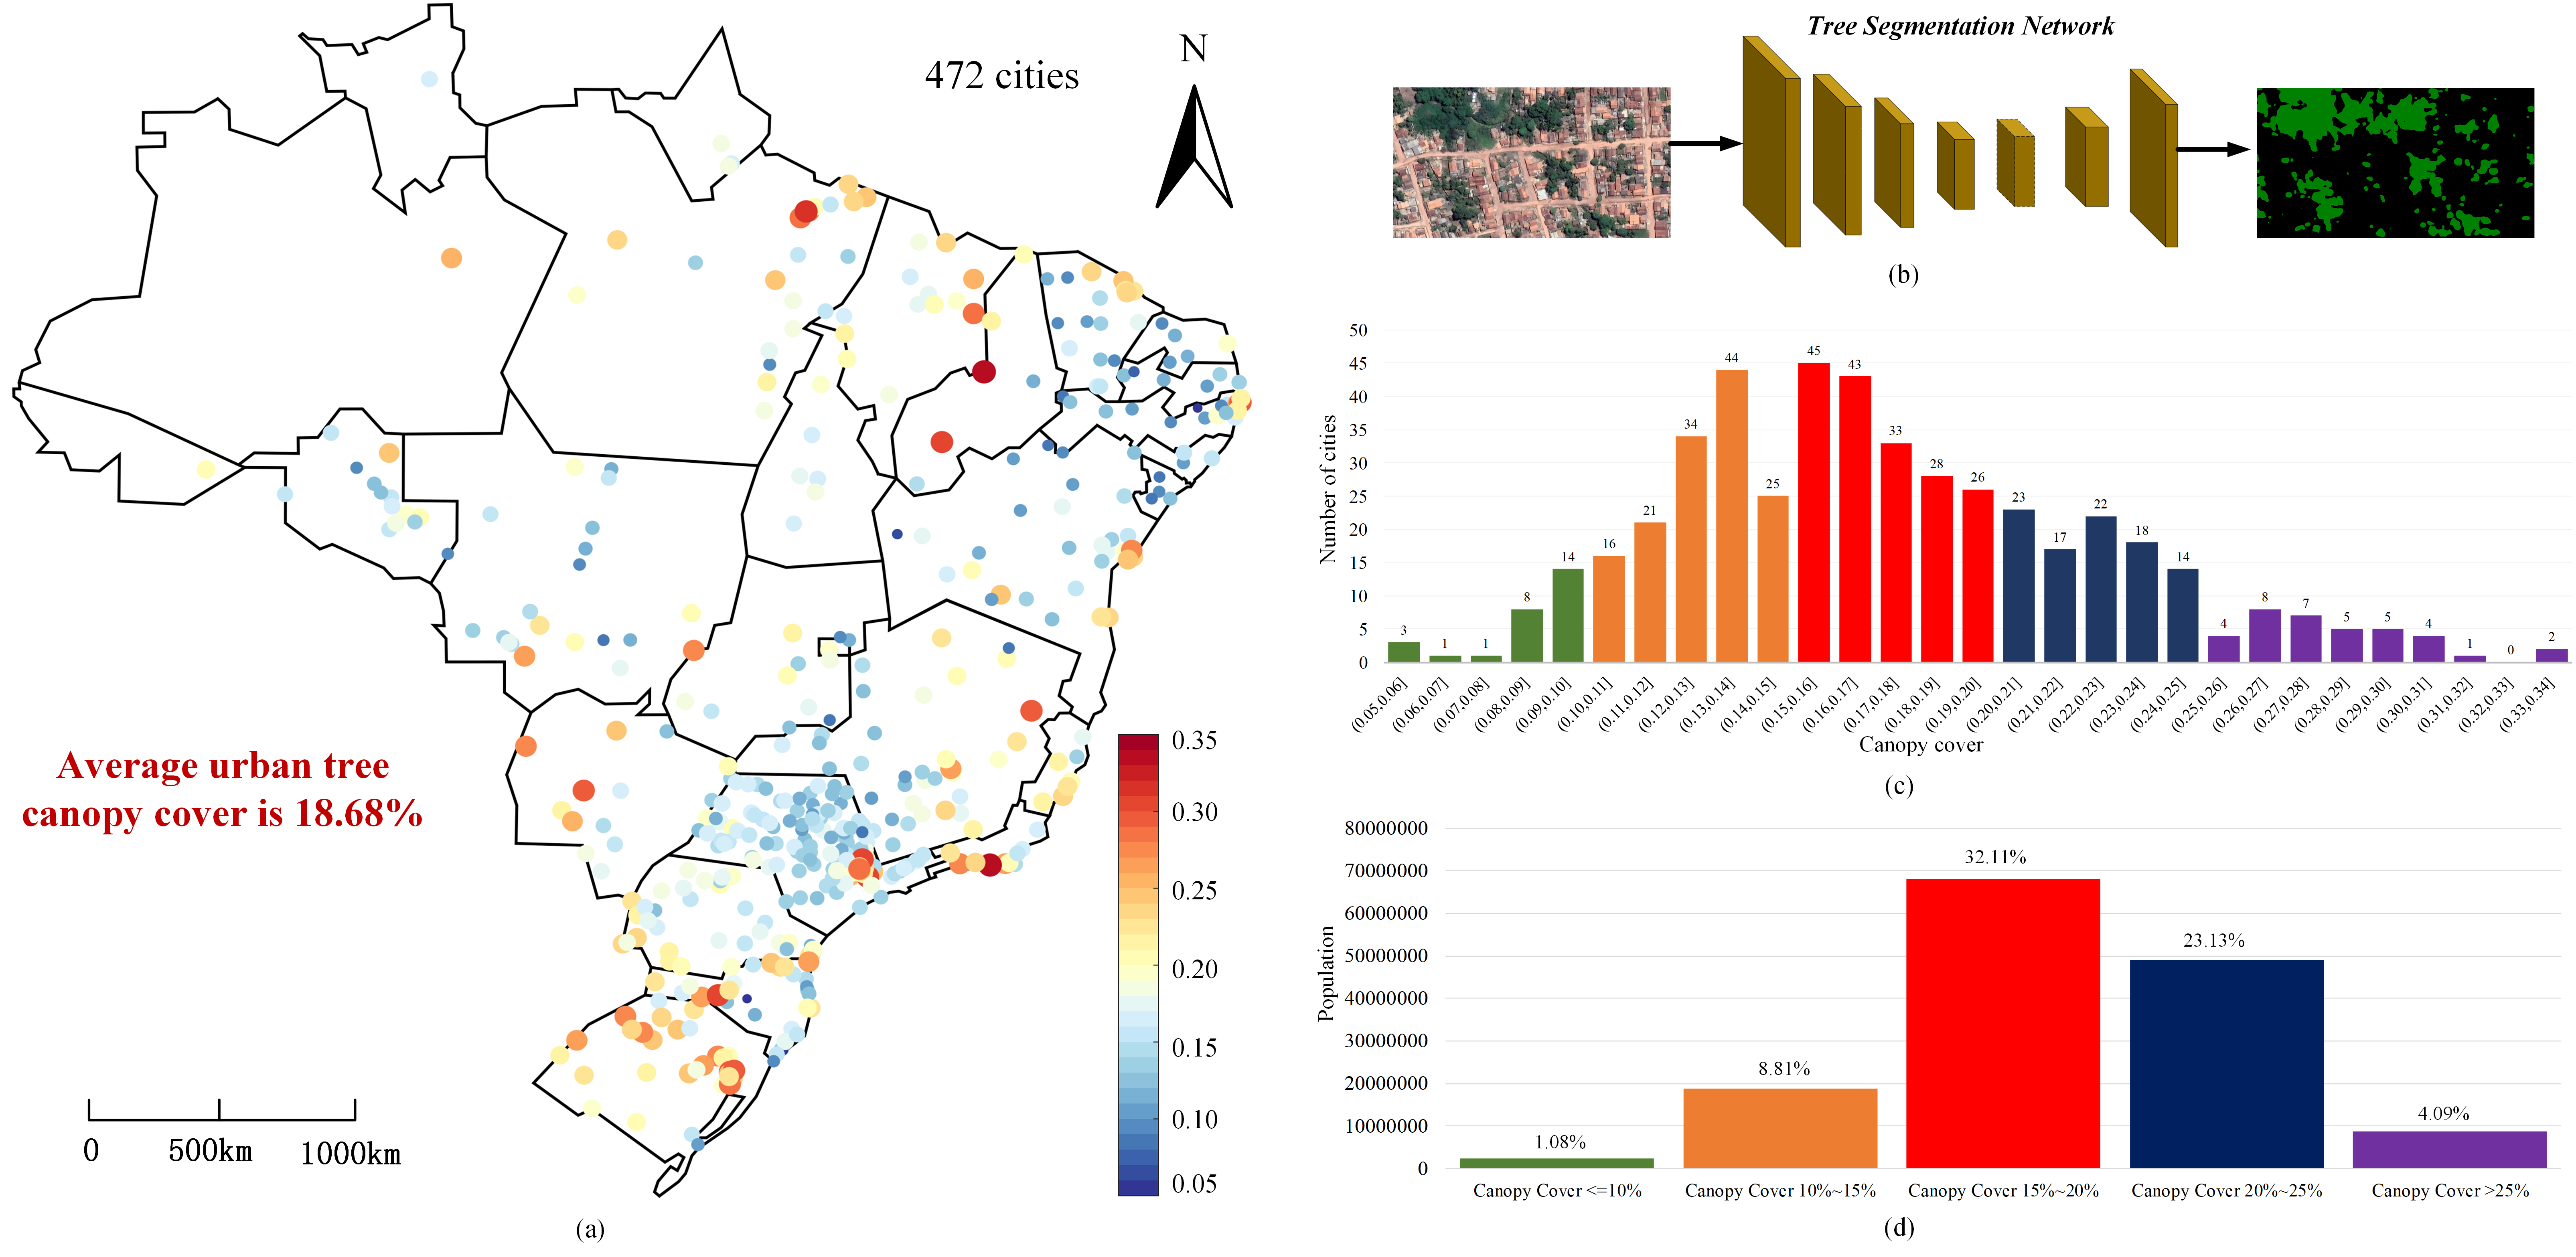 472 cities
N
Average urban tree
canopy cover is 18.68%
0.35
0.30
0.25
0.20
0.15
0.10
0.05
0 500km 1000km
(a)
Tree Segmentation Network
(b)
Number of cities
50
45
40
35
30
25
20
15
10
5
0
3 1 1 8 14 16 21 34 44 25 45 43 33 28 26 23 17 22 18 14 4 8 7 5 5 4 1 0 2
(0.05,0.06] (0.06,0.07] (0.07,0.08] (0.08,0.09] (0.09,0.10] (0.10,0.11] (0.11,0.12] (0.12,0.13] (0.13,0.14] (0.14,0.15] (0.15,0.16] (0.16,0.17] (0.17,0.18] (0.18,0.19] (0.19,0.20] (0.20,0.21] (0.21,0.22] (0.22,0.23] (0.23,0.24] (0.24,0.25] (0.25,0.26] (0.26,0.27] (0.27,0.28] (0.28,0.29] (0.29,0.30] (0.30,0.31] (0.31,0.32] (0.32,0.33] (0.33,0.34]
Canopy cover
(c)
Population
80000000
70000000
60000000
50000000
40000000
30000000
20000000
10000000
0
1.08% 8.81% 32.11% 23.13% 4.09%
Canopy Cover <=10% Canopy Cover 10%~15% Canopy Cover 15%~20% Canopy Cover 20%~25% Canopy Cover >25%
(d)